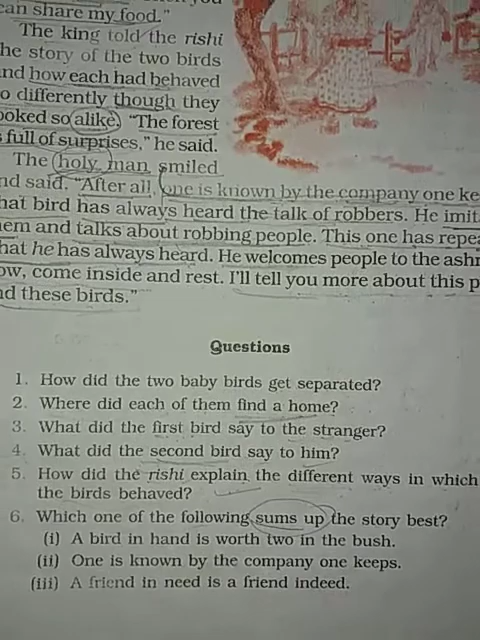 can share my food."
The king told the rishi
he story of the two birds
nd how each had behaved
o differently though they
ooked so alike. "The forest
full of surprises," he said.
The holy man smiled
nd said. "After all, one is known by the company one ke
hat bird has always heard the talk of robbers. He imit
em and talks about robbing people. This one has repe
hat he has always heard. He welcomes people to the ash
ow, come inside and rest. I'll tell you more about this p
nd these birds."
Questions
1. How did the two baby birds get separated?
2. Where did each of them find a home?
3. What did the first bird say to the stranger?
4. What did the second bird say to him?
5. How did the rishi explain the different ways in which
the birds behaved?
6. Which one of the following sums up the story best?
(i) A bird in hand is worth two in the bush.
(ii) One is known by the company one keeps.
(iii) A friend in need is a friend indeed.